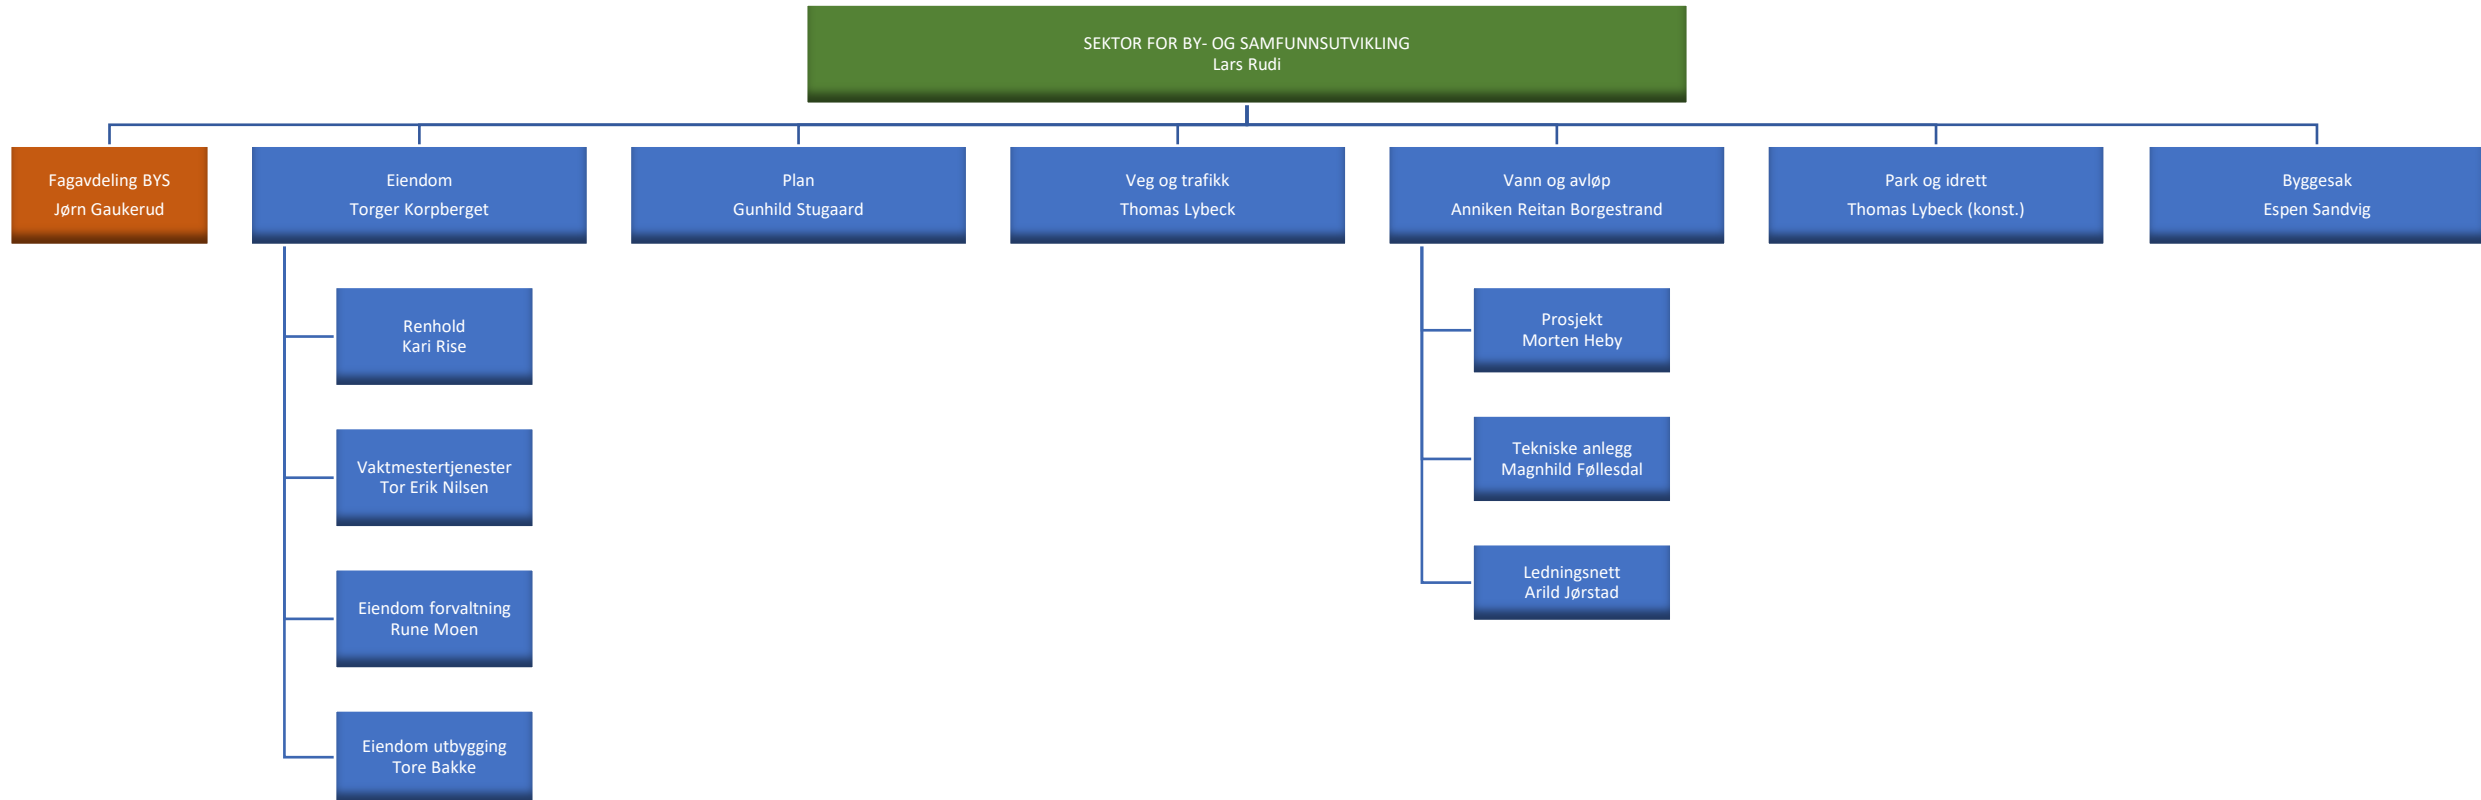 SEKTOR FOR BY- OG SAMFUNNSUTVIKLING
Lars Rudi
Fagavdeling BYS
Jørn Gaukerud
Eiendom
Torger Korpberget
Plan
Gunhild Stugaard
Veg og trafikk
Thomas Lybeck
Vann og avløp
Anniken Reitan Borgestrand
Park og idrett
Thomas Lybeck (konst.)
Byggesak
Espen Sandvig
Renhold
Kari Rise
Vaktmestertjenester
Tor Erik Nilsen
Eiendom forvaltning
Rune Moen
Eiendom utbygging
Tore Bakke
Prosjekt
Morten Heby
Tekniske anlegg
Magnhild Føllesdal
Ledningsnett
Arild Jørstad